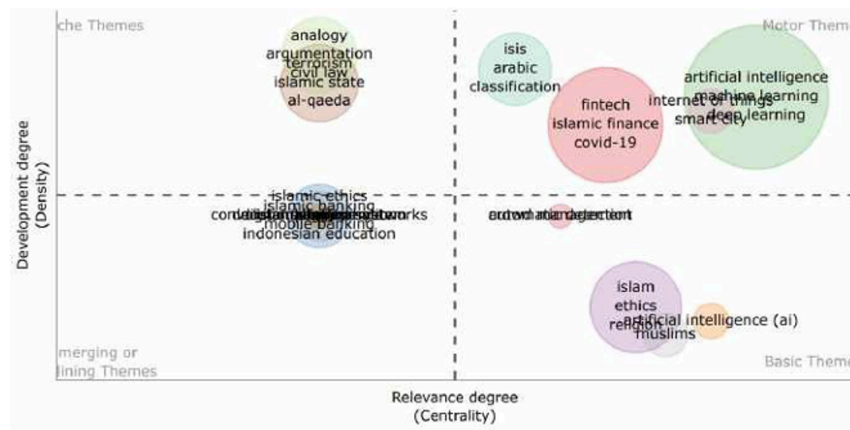 che Themes
Motor Theme
analogy
argumentation
terrorism
civil law
islamic state
al-qaeda
isis
arabic
classification
fintech
islamic finance
covid-19
artificial intelligence
machine learning
internet of things
deep learning
smart city
islamic ethics
islamic banking
mobile banking
indonesian education
islam
ethics
religion
artificial intelligence (ai)
muslims
merging or
lining Themes
Basic Theme
Development degree
(Density)
Relevance degree
(Centrality)